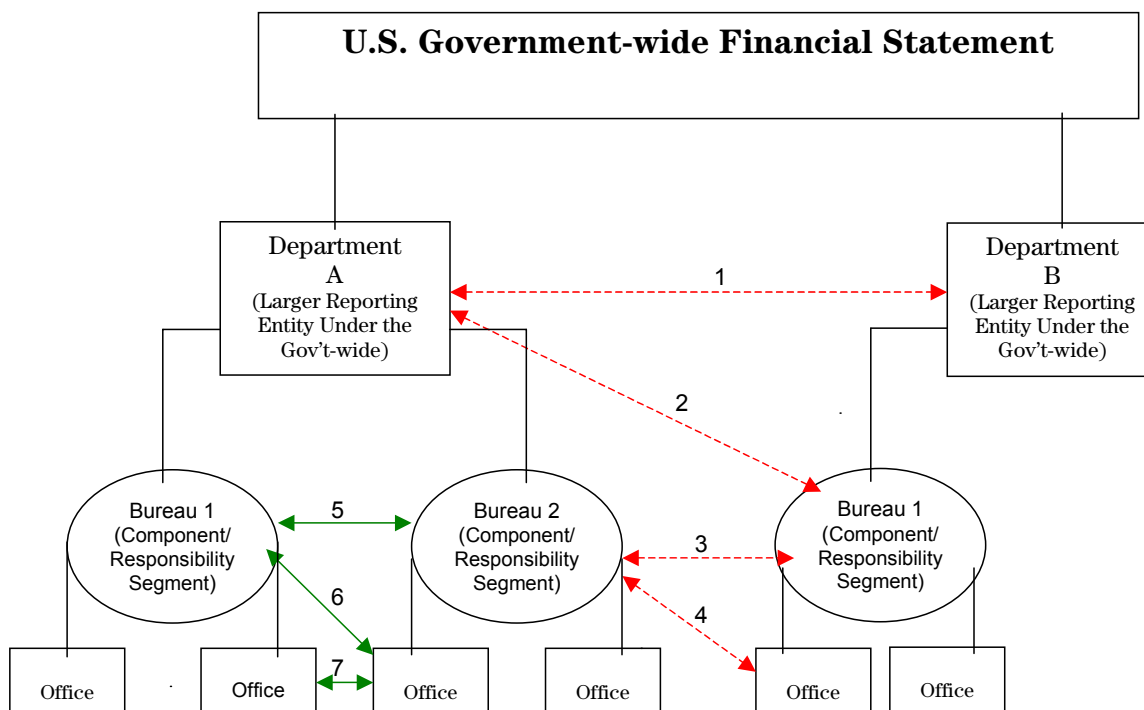 U.S. Government-wide Financial Statement
Department
A
(Larger Reporting
Entity Under the
Gov't-wide)
Department
B
(Larger Reporting
Entity Under the
Gov't-wide)
1
2
Bureau 1
(Component/
Responsibility
Segment)
5
Bureau 2
(Component/
Responsibility
Segment)
3
Bureau 1
(Component/
Responsibility
Segment)
6
4
7
Office
Office
Office
Office
Office
Office